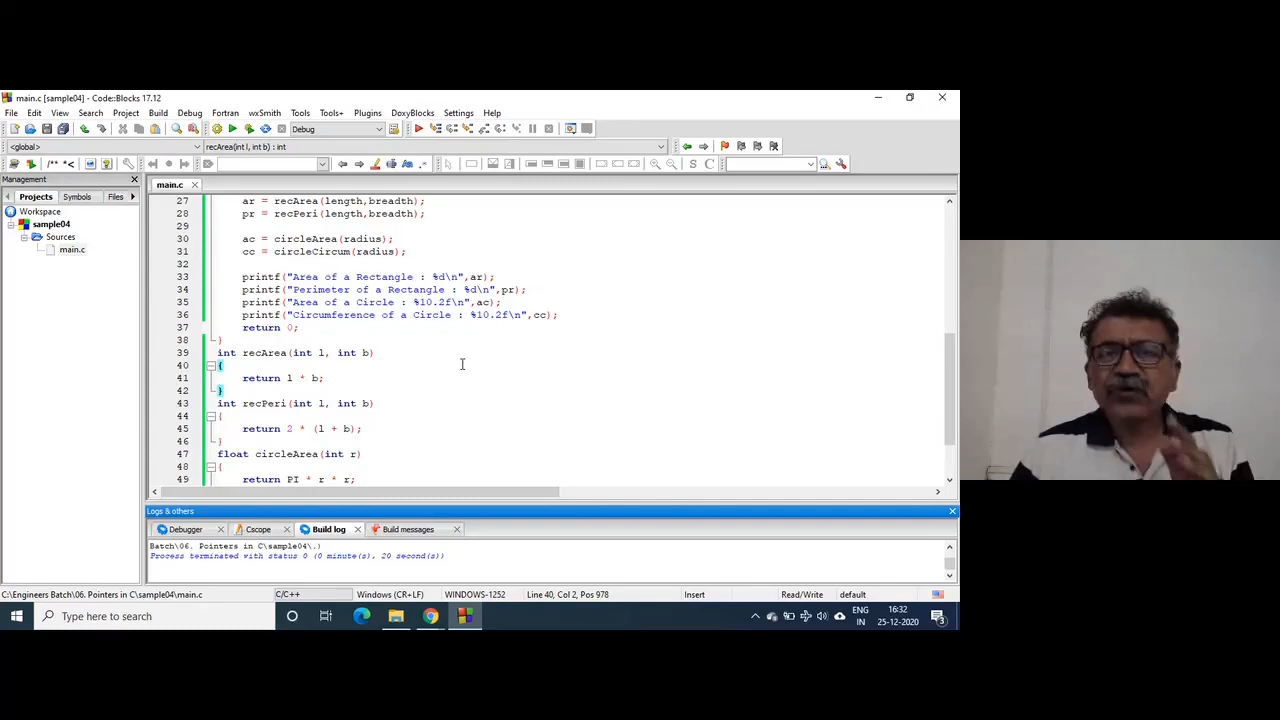 main.c [sample04] - Code::Blocks 17.12
File Edit View Search Project Build Debug Fortran wxSmith Tools Tools+ Plugins DoxyBlocks Settings Help
Debug
<global>
recArea(int l, int b) : int
/** *<
S C
Management
main.c
Projects Symbols Files
Workspace
sample04
Sources
main.c
27 ar = recArea(length,breadth);
28 pr = recPeri(length,breadth);
29
30 ac = circleArea(radius);
31 cc = circleCircum(radius);
32
33 printf("Area of a Rectangle : %d\n",ar);
34 printf("Perimeter of a Rectangle : %d\n",pr);
35 printf("Area of a Circle : %10.2f\n",ac);
36 printf("Circumference of a Circle : %10.2f\n",cc);
37 return 0;
38 }
39 int recArea(int l, int b)
40 {
41 return l * b;
42 }
43 int recPeri(int l, int b)
44 {
45 return 2 * (l + b);
46 }
47 float circleArea(int r)
48 {
49 return PI * r * r;
Logs & others
Debugger Cscope Build log Build messages
Batch\06. Pointers in C\sample04\.)
Process terminated with status 0 (0 minute(s), 20 second(s))
C:\Engineers Batch\06. Pointers in C\sample04\main.c C/C++ Windows (CR+LF) WINDOWS-1252 Line 40, Col 2, Pos 978 Insert Read/Write default
Type here to search
ENG
IN
16:32
25-12-2020
3